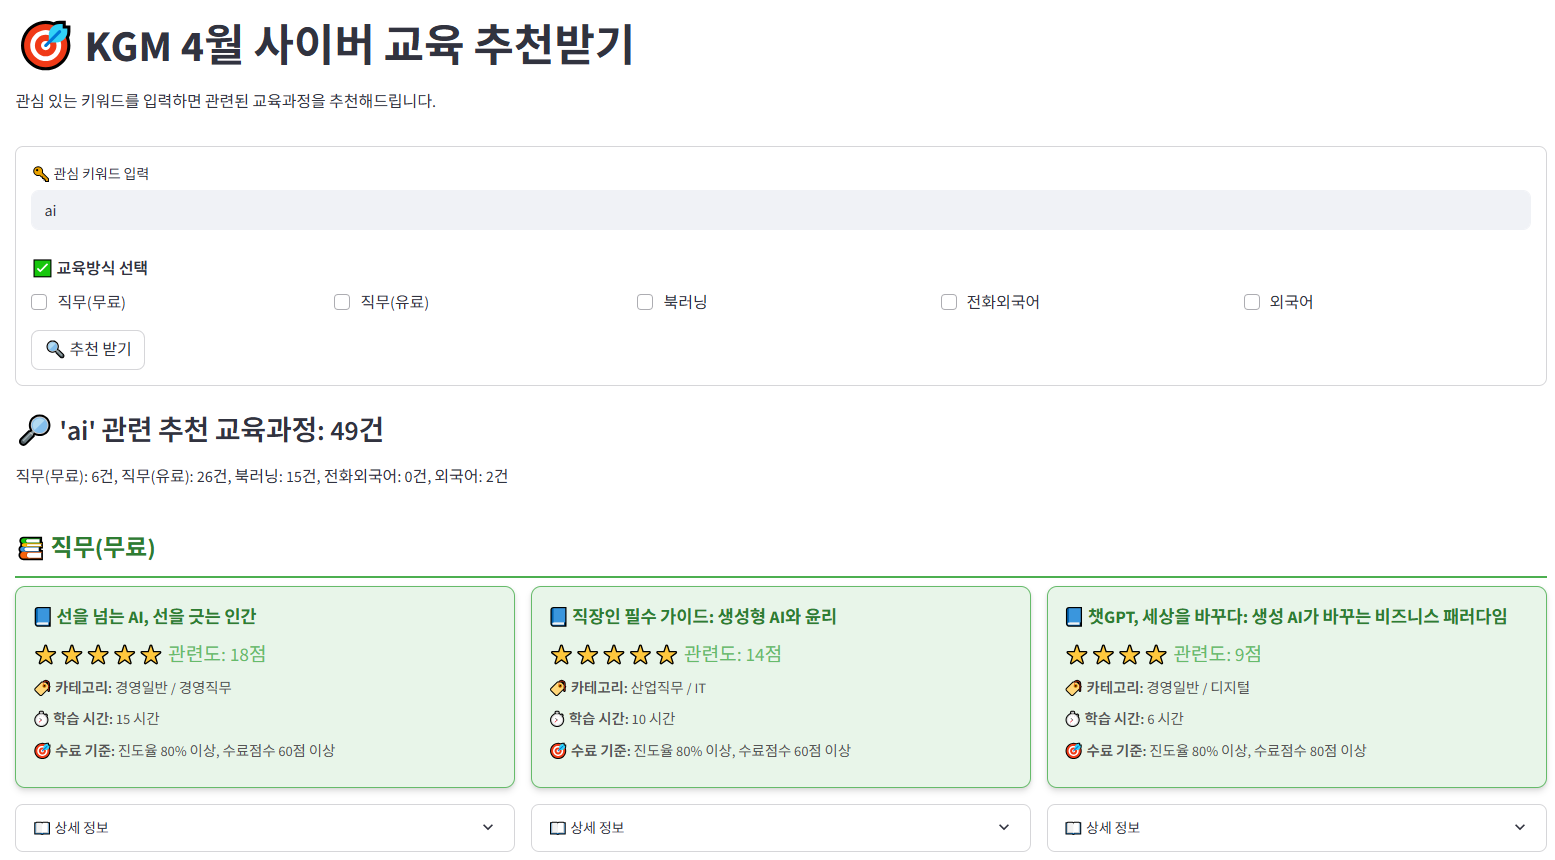 KGM 4월 사이버 교육 추천받기
관심 있는 키워드를 입력하면 관련된 교육과정을 추천해드립니다.
관심 키워드 입력
ai
교육방식 선택
직무(무료) 직무(유료) 북러닝 전화외국어 외국어
추천 받기
'ai' 관련 추천 교육과정: 49건
직무(무료): 6건, 직무(유료): 26건, 북러닝: 15건, 전화외국어: 0건, 외국어: 2건
직무(무료)
선을 넘는 AI, 선을 긋는 인간
관련도: 18점
카테고리: 경영일반 / 경영직무
학습 시간: 15 시간
수료 기준: 진도율 80% 이상, 수료점수 60점 이상
상세 정보
직장인 필수 가이드: 생성형 AI와 윤리
관련도: 14점
카테고리: 산업직무 / IT
학습 시간: 10 시간
수료 기준: 진도율 80% 이상, 수료점수 60점 이상
상세 정보
챗GPT, 세상을 바꾸다: 생성 AI가 바꾸는 비즈니스 패러다임
관련도: 9점
카테고리: 경영일반 / 디지털
학습 시간: 6 시간
수료 기준: 진도율 80% 이상, 수료점수 80점 이상
상세 정보